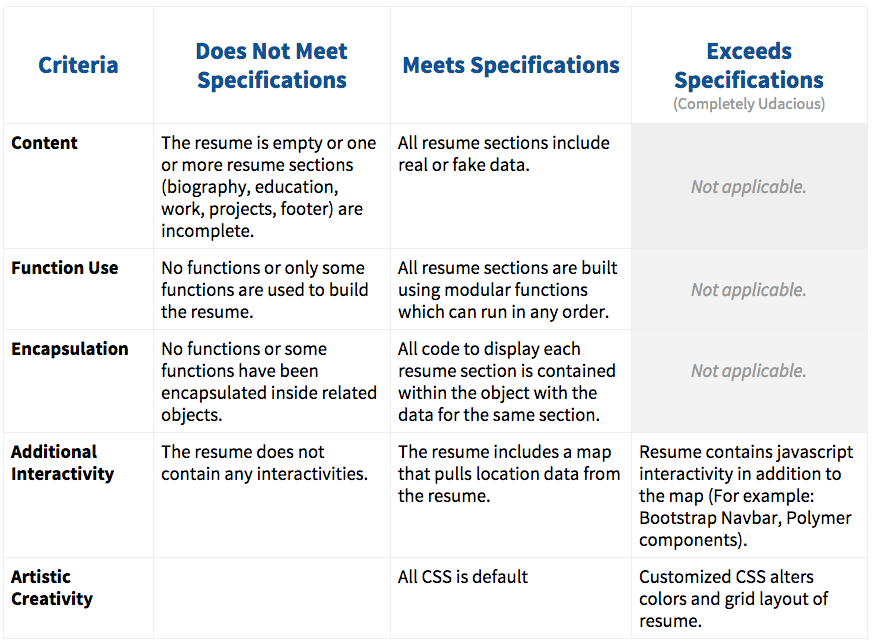 Criteria
Does Not Meet
Specifications
Meets Specifications
Exceeds
Specifications
(Completely Udacious)
Content
The resume is empty or one
or more resume sections
(biography, education,
work, projects, footer) are
incomplete.
All resume sections include
real or fake data.
Not applicable.
Function Use
No functions or only some
functions are used to build
the resume.
All resume sections are built
using modular functions
which can run in any order.
Not applicable.
Encapsulation
No functions or some
functions have been
encapsulated inside related
objects.
All code to display each
resume section is contained
within the object with the
data for the same section.
Not applicable.
Additional
Interactivity
The resume does not
contain any interactivities.
The resume includes a map
that pulls location data from
the resume.
Resume contains javascript
interactivity in addition to
the map (For example:
Bootstrap Navbar, Polymer
components).
Artistic
Creativity
All CSS is default
Customized CSS alters
colors and grid layout of
resume.